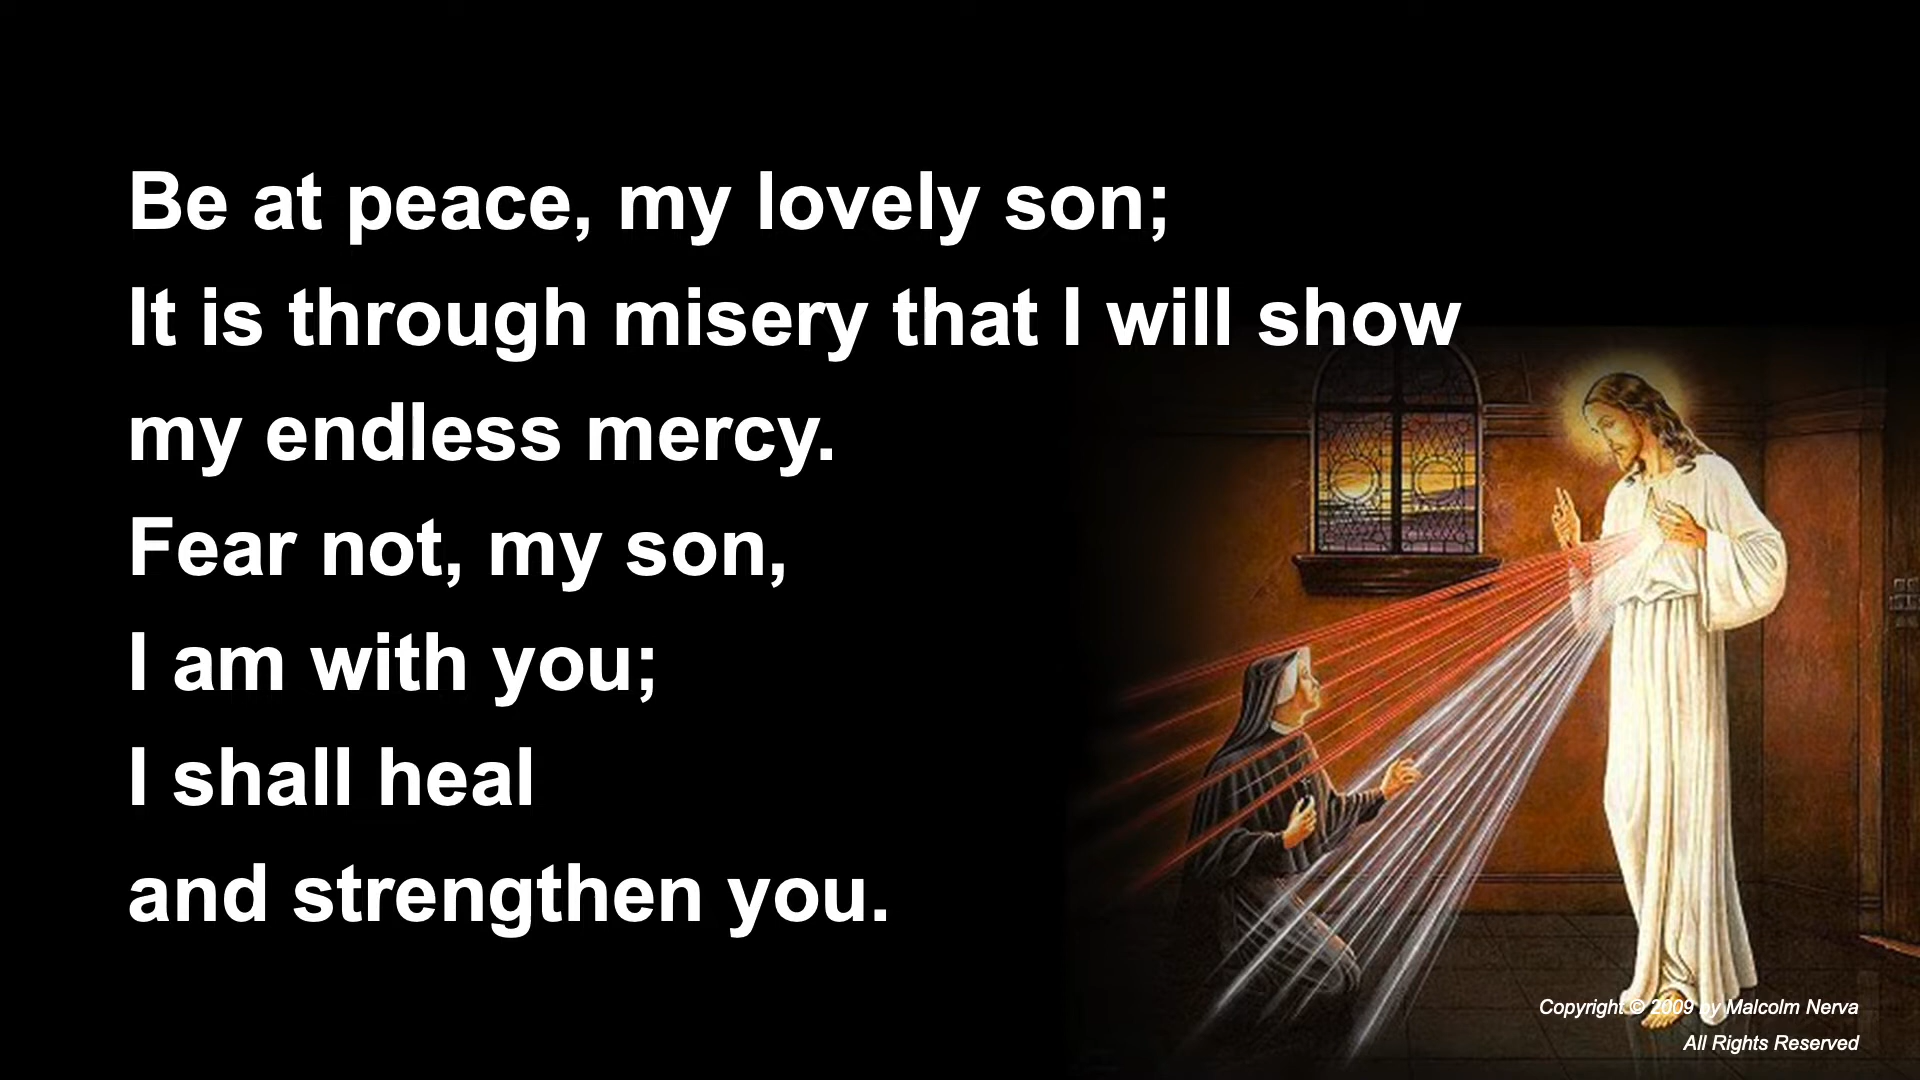 Be at peace, my lovely son;
It is through misery that I will show
my endless mercy.
Fear not, my son,
I am with you;
I shall heal
and strengthen you.
Copyright © 2009 by Malcolm Nerva
All Rights Reserved